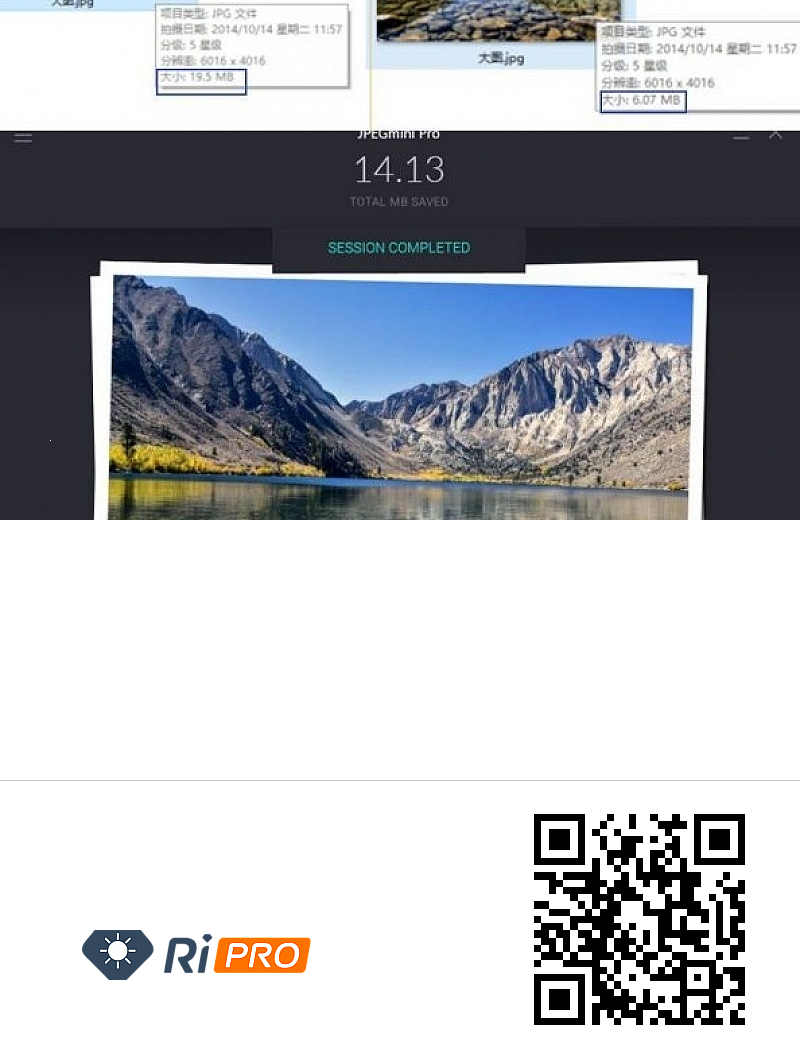 大图.jpg
项目类型: JPG 文件
拍摄日期: 2014/10/14 星期二 11:57
分级: 5 星级
分辨率: 6016 x 4016
大小: 19.5 MB
大图.jpg
项目类型: JPG 文件
拍摄日期: 2014/10/14 星期二 11:57
分级: 5 星级
分辨率: 6016 x 4016
大小: 6.07 MB
JPEGmini Pro
14.13
TOTAL MB SAVED
SESSION COMPLETED
Ri PRO